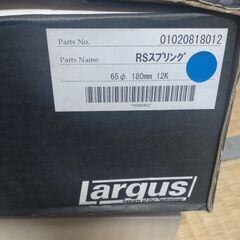 Parts No. 01020818012
Parts Name RSスプリング
65φ 180mm 12K
Largus